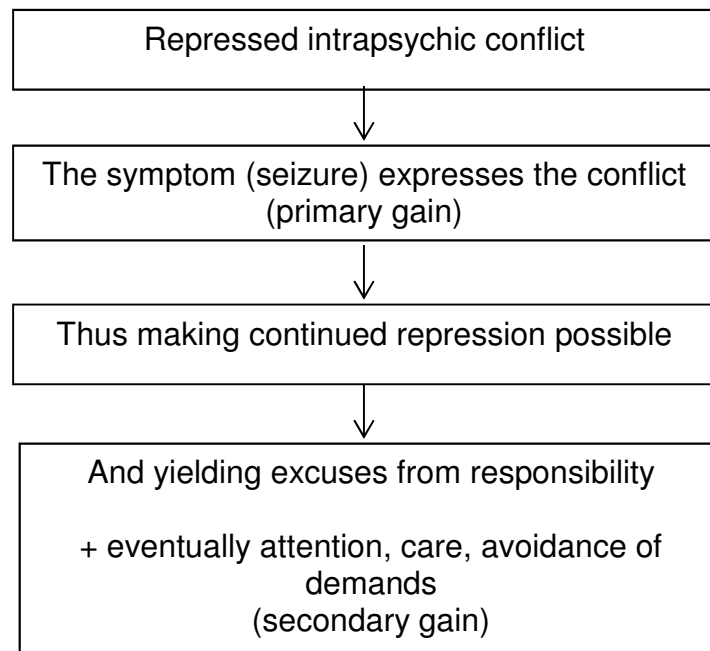 Repressed intrapsychic conflict
The symptom (seizure) expresses the conflict
(primary gain)
Thus making continued repression possible
And yielding excuses from responsibility
+ eventually attention, care, avoidance of
demands
(secondary gain)